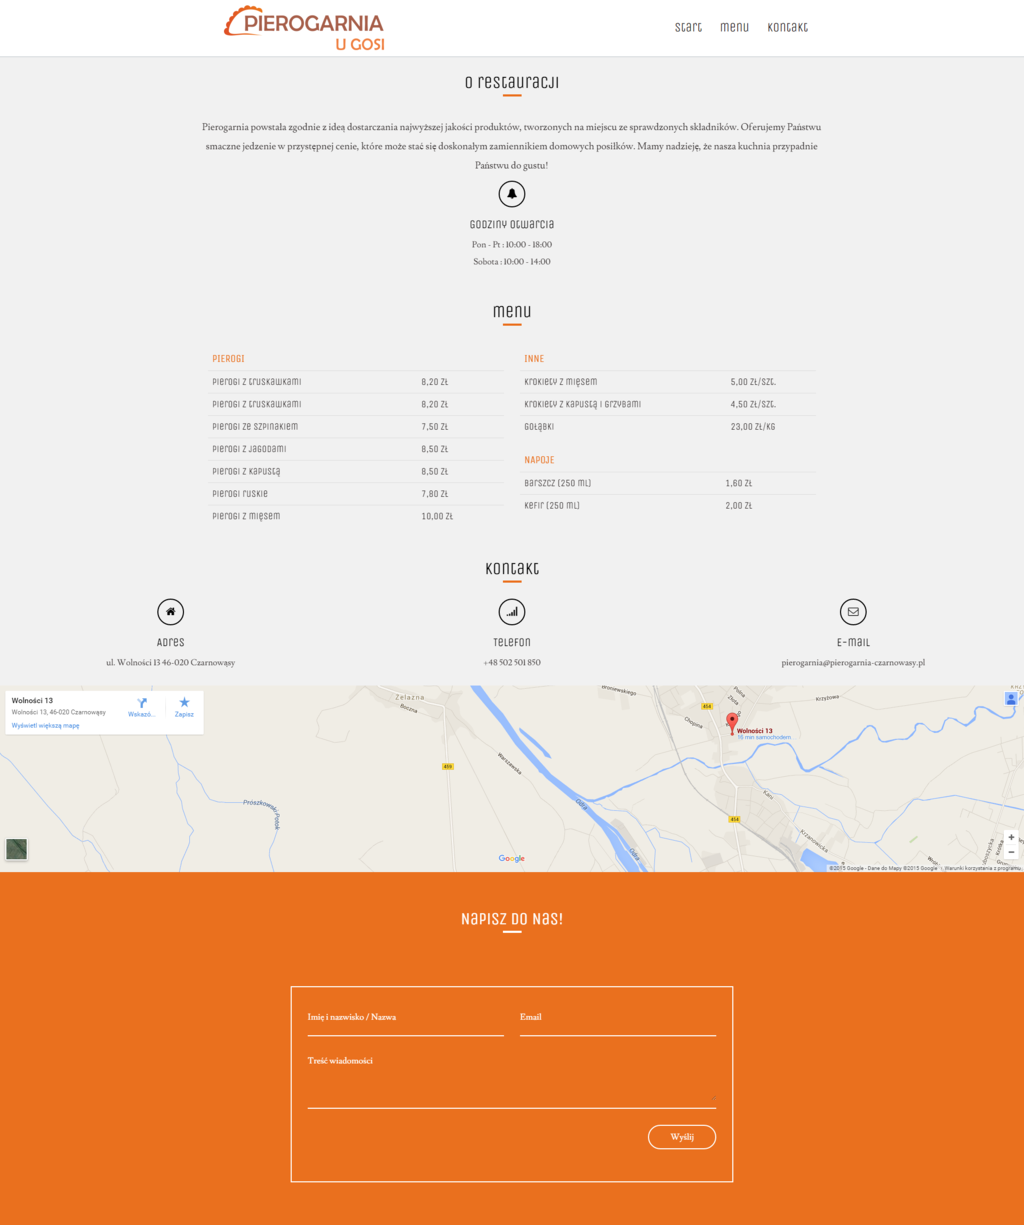 PIEROGARNIA
U GOSI
start menu kontakt
O restauracji
Pierogarnia powstała zgodnie z ideą dostarczania najwyższej jakości produktów, tworzonych na miejscu ze sprawdzonych składników. Oferujemy Państwu
smaczne jedzenie w przystępnej cenie, które może stać się doskonałym zamiennikiem domowych posiłków. Mamy nadzieję, że nasza kuchnia przypadnie
Państwu do gustu!
Godziny otwarcia
Pon - Pt : 10:00 - 18:00
Sobota : 10:00 - 14:00
menu
PIEROGI
Pierogi z truskawkami 8,20 zł
Pierogi z truskawkami 8,20 zł
Pierogi ze szpinakiem 7,50 zł
Pierogi z jagodami 8,50 zł
Pierogi z kapustą 8,50 zł
Pierogi ruskie 7,80 zł
Pierogi z mięsem 10,00 zł
INNE
Krokiety z mięsem 5,00 zł/szt.
Krokiety z kapustą i grzybami 4,50 zł/szt.
Gołąbki 23,00 zł/kg
NAPOJE
Barszcz (250 ml) 1,60 zł
Kefir (250 ml) 2,00 zł
kontakt
Adres
ul. Wolności 13 46-020 Czarnowąsy
Telefon
+48 502 501 850
E-mail
pierogarnia@pierogarnia-czarnowasy.pl
Wolności 13
Wolności 13, 46-020 Czarnowąsy
Wyświetl większą mapę
Wskazó...
Zapisz
Żelazna
Boczna
459
Warszawska
Prószkowski Potok
Odra
Odra
Broniewskiego
Polna
Złota
454
Chopina
Krzyżowa
Wolności 13
16 min samochodem
Karli
454
Krzanowicka
+
−
Google
©2015 Google - Dane do Mapy ©2015 Google
Warunki korzystania z programu
Napisz do nas!
Imię i nazwisko / Nazwa
Email
Treść wiadomości
Wyślij